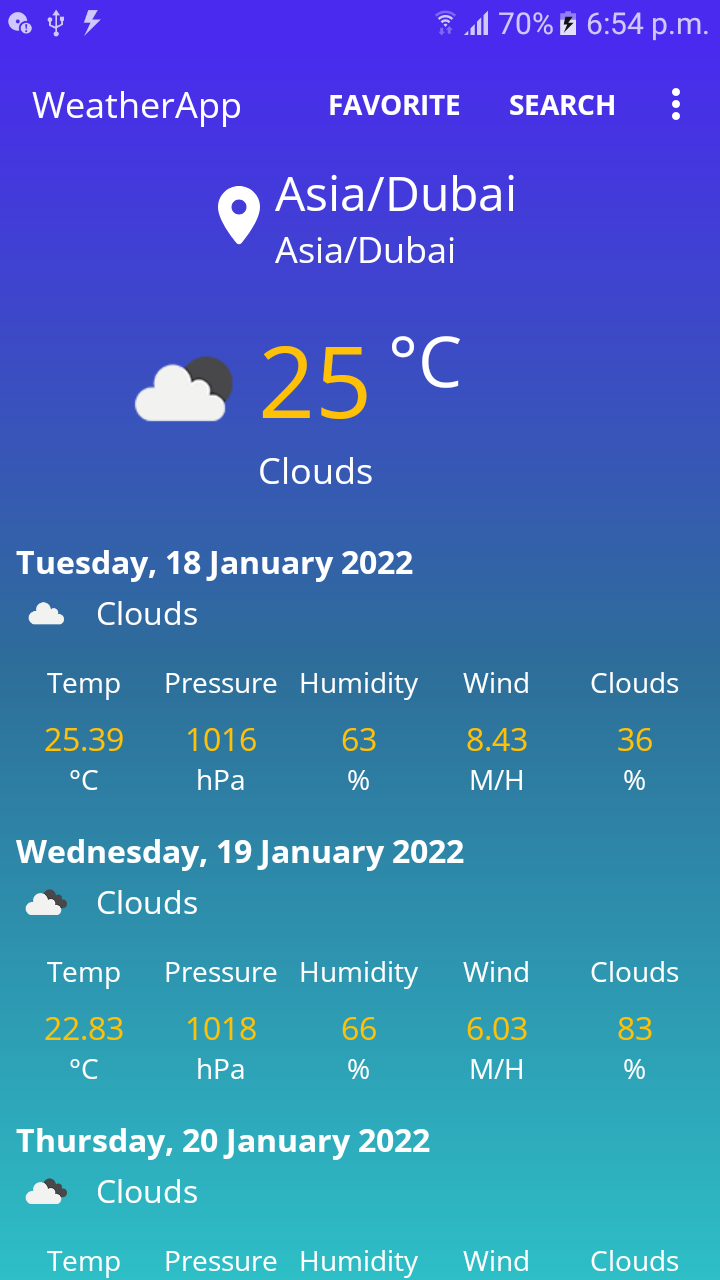 70% 6:54 p.m.
WeatherApp FAVORITE SEARCH
Asia/Dubai
Asia/Dubai
25 °C
Clouds
Tuesday, 18 January 2022
Clouds
Temp Pressure Humidity Wind Clouds
25.39 1016 63 8.43 36
°C hPa % M/H %
Wednesday, 19 January 2022
Clouds
Temp Pressure Humidity Wind Clouds
22.83 1018 66 6.03 83
°C hPa % M/H %
Thursday, 20 January 2022
Clouds
Temp Pressure Humidity Wind Clouds